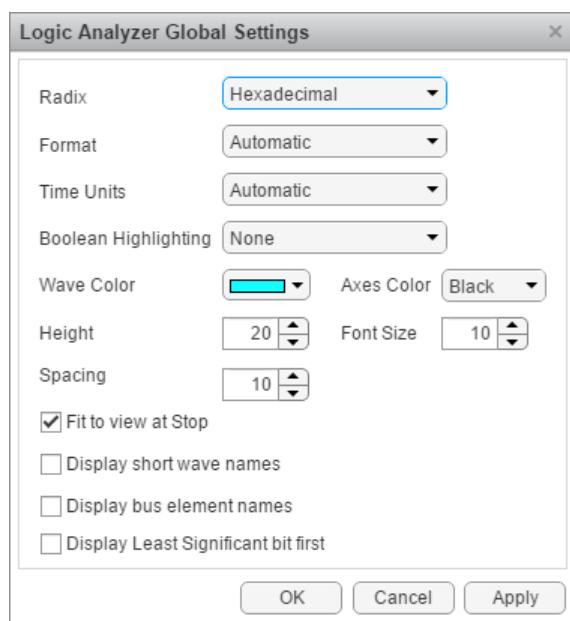 Logic Analyzer Global Settings
Radix Hexadecimal
Format Automatic
Time Units Automatic
Boolean Highlighting None
Wave Color Axes Color Black
Height 20 Font Size 10
Spacing 10
Fit to view at Stop
Display short wave names
Display bus element names
Display Least Significant bit first
OK Cancel Apply